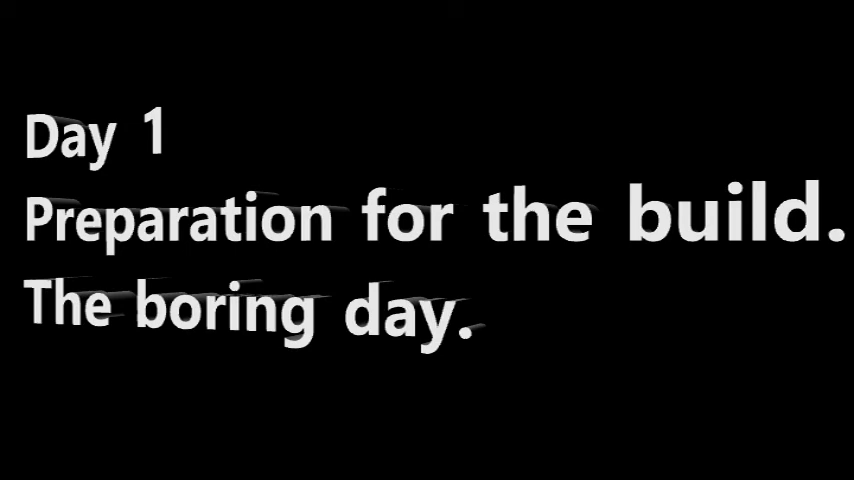 Day 1
Preparation for the build.
The boring day.